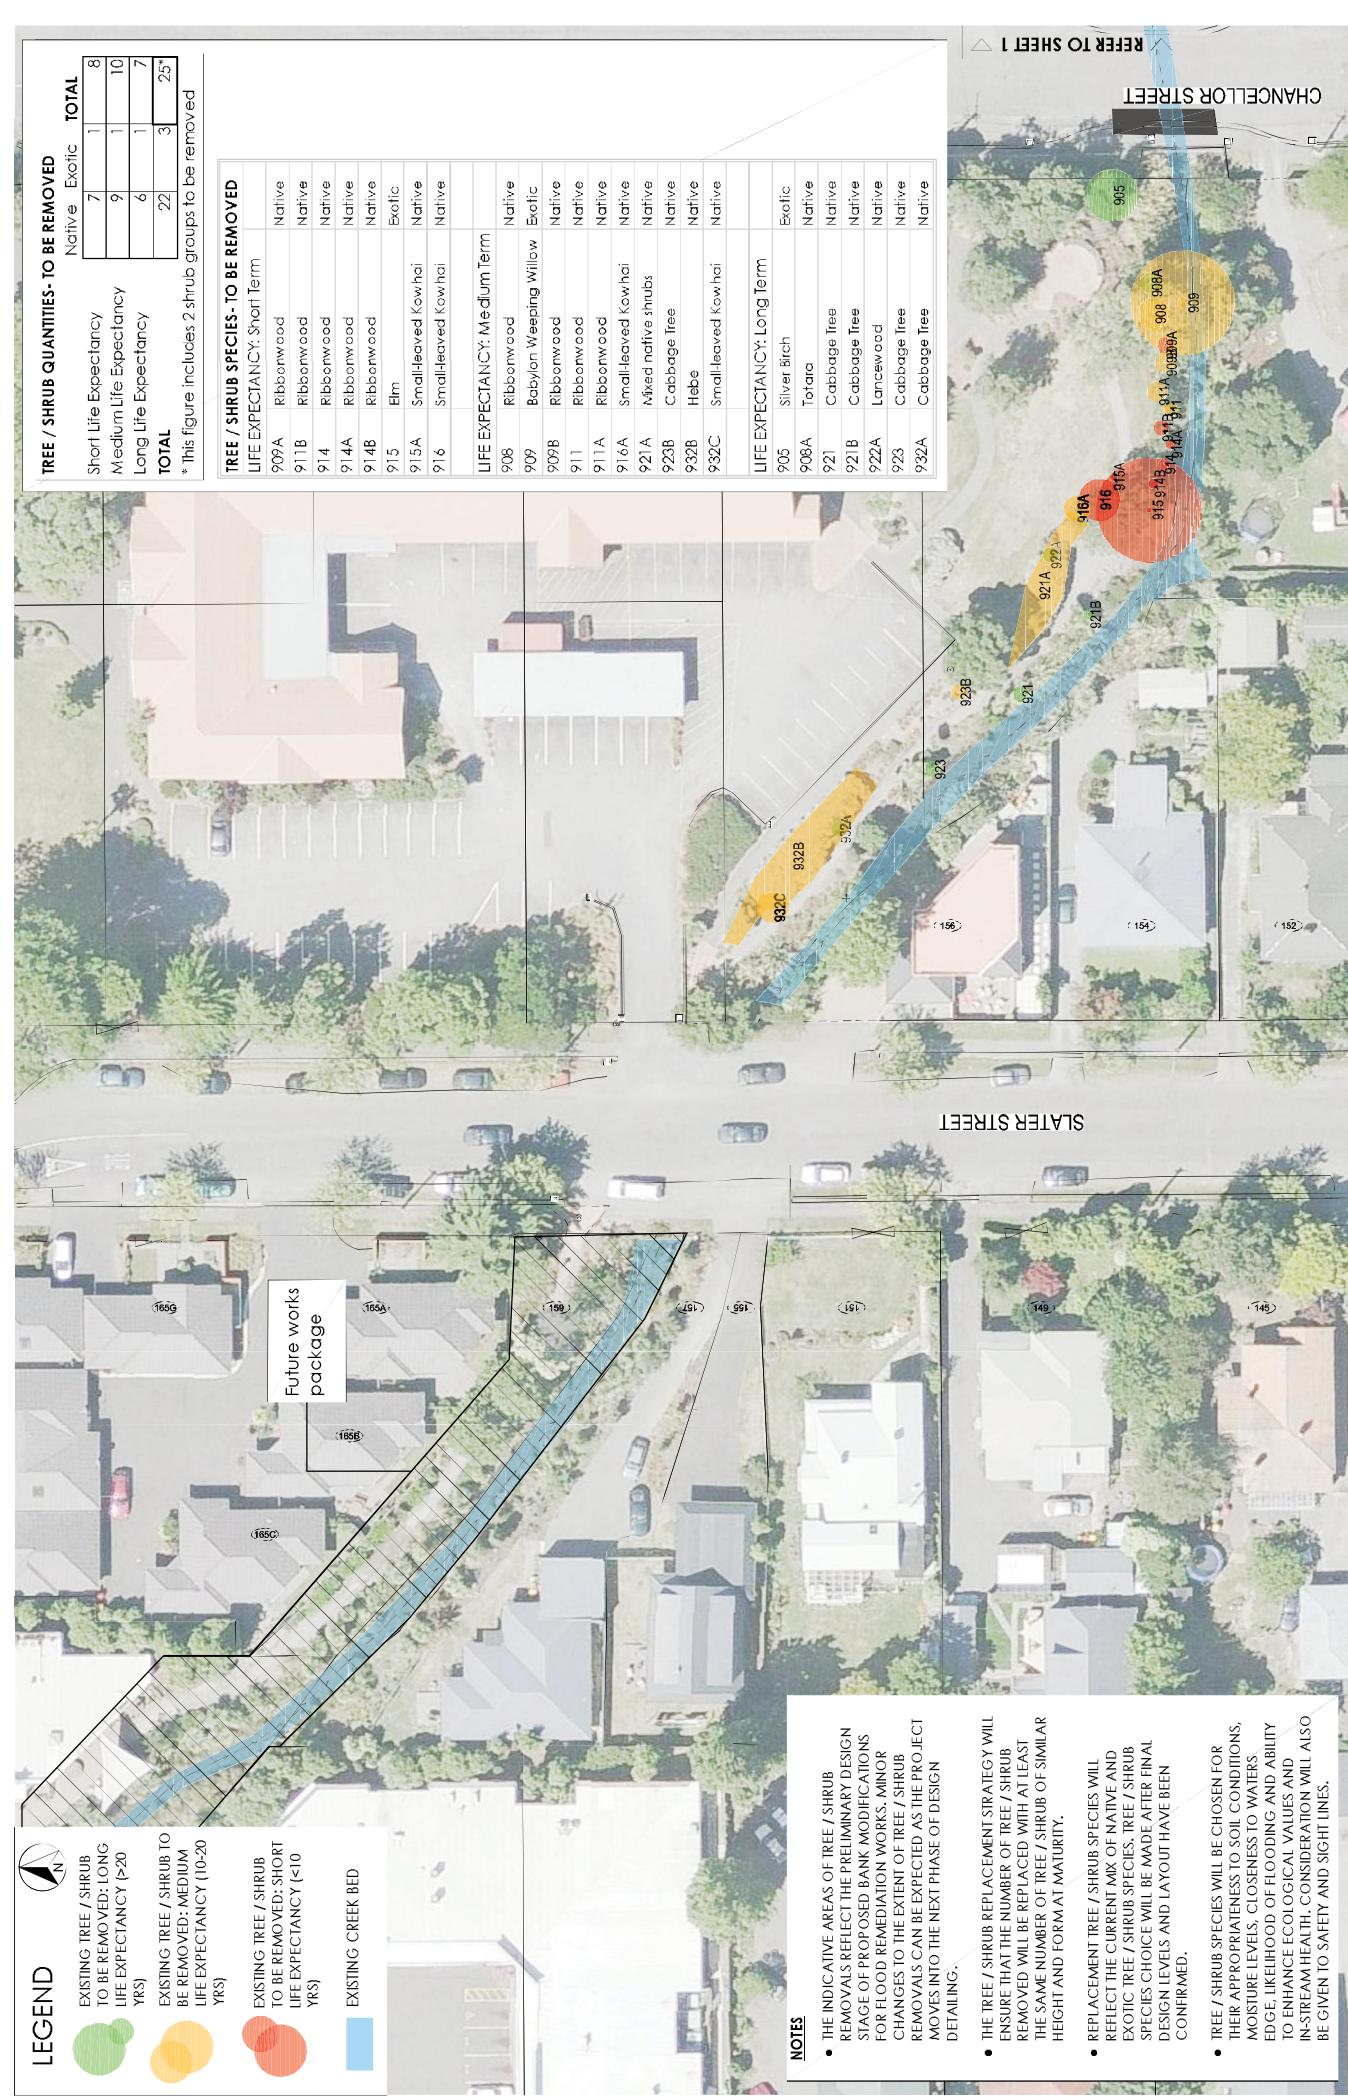 TREE / SHRUB QUANTITIES- TO BE REMOVED
Native Exotic TOTAL
Short Life Expectancy 7 1 8
Medium Life Expectancy 9 1 10
Long Life Expectancy 6 1 7
TOTAL 22 3 25*
* This figure includes 2 shrub groups to be removed
TREE / SHRUB SPECIES- TO BE REMOVED
LIFE EXPECTANCY: Short Term
909A Ribbonwood Native
911B Ribbonwood Native
914 Ribbonwood Native
914A Ribbonwood Native
914B Ribbonwood Native
915 Elm Exotic
915A Small-leaved Kowhai Native
916 Small-leaved Kowhai Native
LIFE EXPECTANCY: Medium Term
908 Ribbonwood Native
909 Babylon Weeping Willow Exotic
909B Ribbonwood Native
911 Ribbonwood Native
911A Ribbonwood Native
916A Small-leaved Kowhai Native
921A Mixed native shrubs Native
923B Cabbage Tree Native
932B Hebe Native
932C Small-leaved Kowhai Native
LIFE EXPECTANCY: Long Term
905 Silver Birch Exotic
908A Totara Native
921 Cabbage Tree Native
921B Cabbage Tree Native
922A Lancewood Native
923 Cabbage Tree Native
932A Cabbage Tree Native
REFER TO SHEET 1
CHANCELLOR STREET
905
908A
908
909
909A
909B
911A
911
911B
914A
914
914B
915
915A
916
916A
922A
921A
921B
921
923B
923
932A
932B
932C
156
154
152
SLATER STREET
165G
165A
159
157
155
151
149
145
Future works
package
165B
165C
LEGEND
N
EXISTING TREE / SHRUB
TO BE REMOVED: LONG
LIFE EXPECTANCY (>20
YRS)
EXISTING TREE / SHRUB TO
BE REMOVED: MEDIUM
LIFE EXPECTANCY (10-20
YRS)
EXISTING TREE / SHRUB
TO BE REMOVED: SHORT
LIFE EXPECTANCY (<10
YRS)
EXISTING CREEK BED
NOTES
• THE INDICATIVE AREAS OF TREE / SHRUB
REMOVALS REFLECT THE PRELIMINARY DESIGN
STAGE OF PROPOSED BANK MODIFICATIONS
FOR FLOOD REMEDIATION WORKS. MINOR
CHANGES TO THE EXTENT OF TREE / SHRUB
REMOVALS CAN BE EXPECTED AS THE PROJECT
MOVES INTO THE NEXT PHASE OF DESIGN
DETAILING.
• THE TREE / SHRUB REPLACEMENT STRATEGY WILL
ENSURE THAT THE NUMBER OF TREE / SHRUB
REMOVED WILL BE REPLACED WITH AT LEAST
THE SAME NUMBER OF TREE / SHRUB OF SIMILAR
HEIGHT AND FORM AT MATURITY.
• REPLACEMENT TREE / SHRUB SPECIES WILL
REFLECT THE CURRENT MIX OF NATIVE AND
EXOTIC TREE / SHRUB SPECIES. TREE / SHRUB
SPECIES CHOICE WILL BE MADE AFTER FINAL
DESIGN LEVELS AND LAYOUT HAVE BEEN
CONFIRMED.
• TREE / SHRUB SPECIES WILL BE CHOSEN FOR
THEIR APPROPRIATENESS TO SOIL CONDITIONS,
MOISTURE LEVELS, CLOSENESS TO WATERS
EDGE, LIKELIHOOD OF FLOODING AND ABILITY
TO ENHANCE ECOLOGICAL VALUES AND
IN-STREAM HEALTH. CONSIDERATION WILL ALSO
BE GIVEN TO SAFETY AND SIGHT LINES.